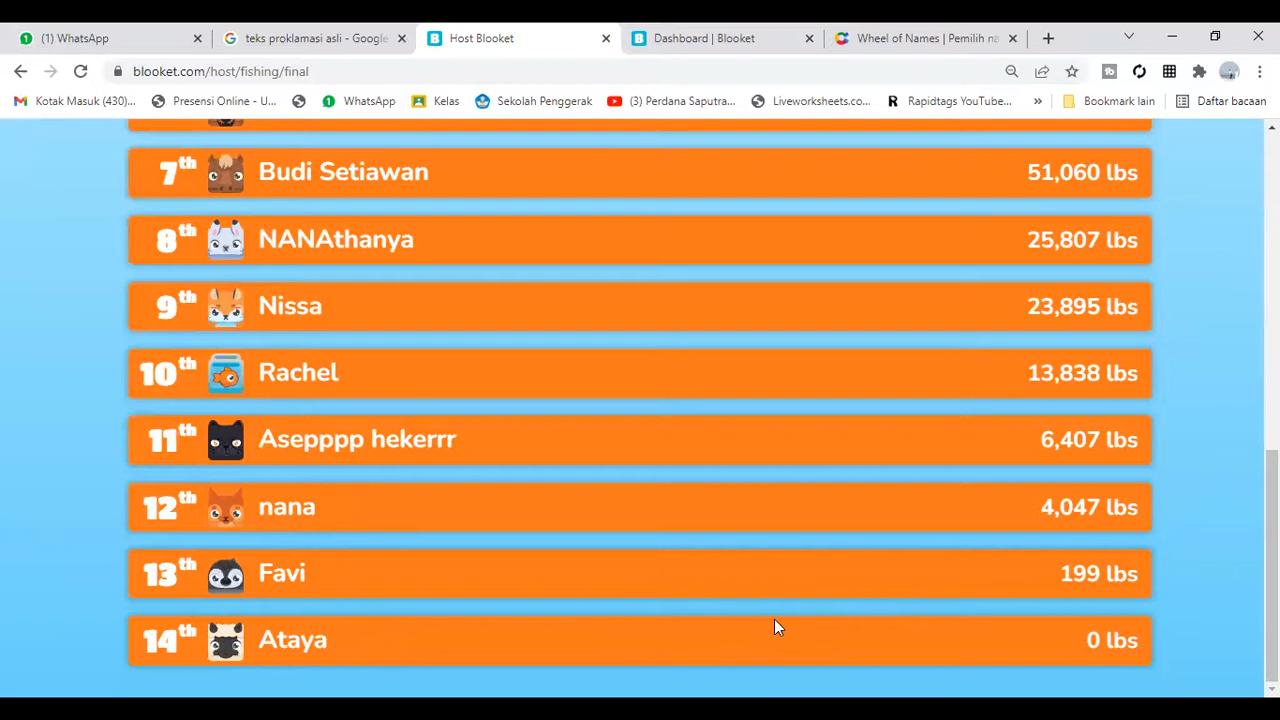 (1) WhatsApp
teks proklamasi asli - Google
Host Blooket
Dashboard | Blooket
Wheel of Names | Pemilih na
blooket.com/host/fishing/final
Kotak Masuk (430)...
Presensi Online - U...
WhatsApp
Kelas
Sekolah Penggerak
(3) Perdana Saputra...
Liveworksheets.co...
Rapidtags YouTube...
»
Bookmark lain
Daftar bacaan
7th Budi Setiawan 51,060 lbs
8th NANAthanya 25,807 lbs
9th Nissa 23,895 lbs
10th Rachel 13,838 lbs
11th Asepppp hekerrr 6,407 lbs
12th nana 4,047 lbs
13th Favi 199 lbs
14th Ataya 0 lbs